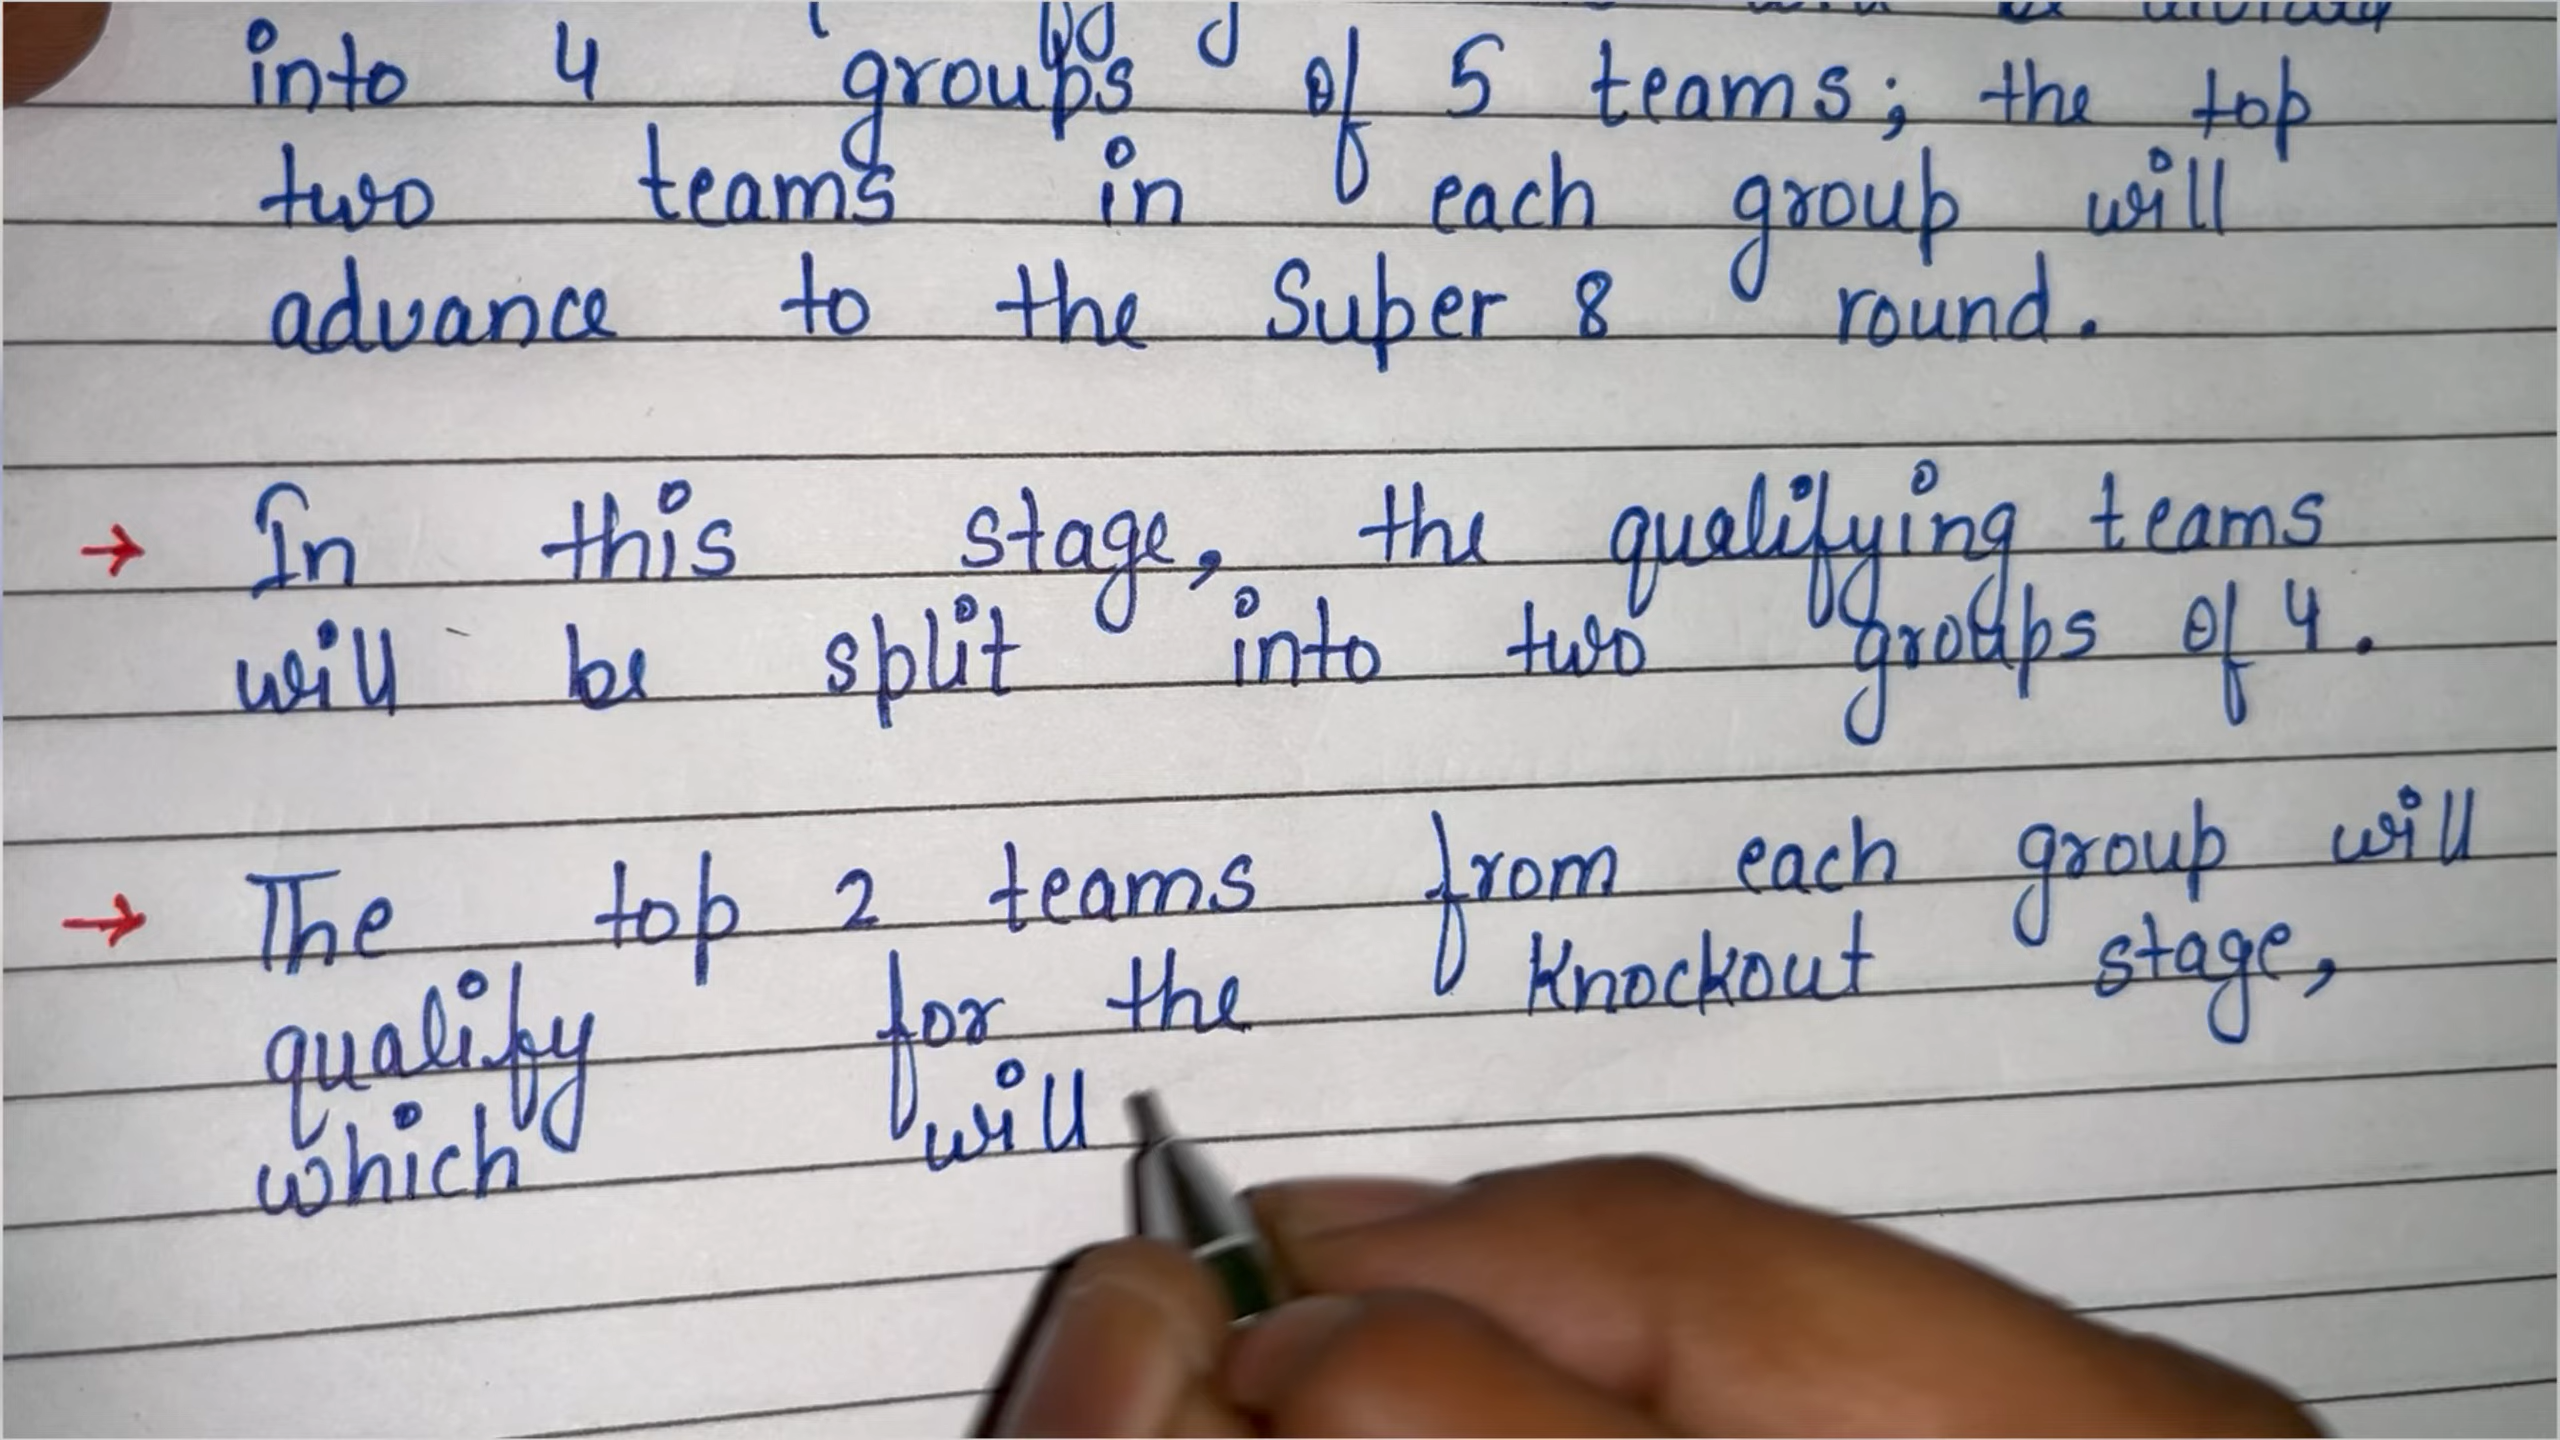 into 4 groups of 5 teams; the top
two teams in each group will
advance to the Super 8 round.
→ In this stage, the qualifying teams
will be split into two groups of 4.
→ The top 2 teams from each group will
qualify for the Knockout stage,
which will